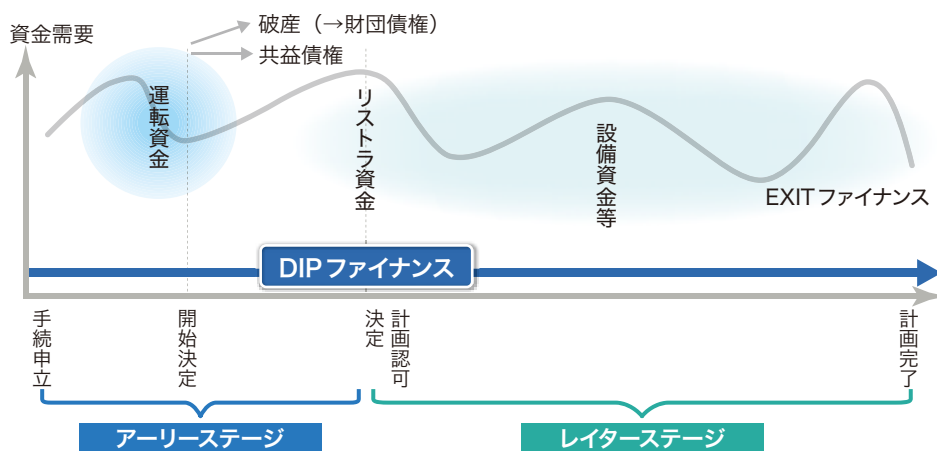 資金需要
破産（→財団債権）
共益債権
運転資金
リストラ資金
設備資金等
EXITファイナンス
DIPファイナンス
手続申立
開始決定
計画認可
決定
計画完了
アーリーステージ
レイターステージ